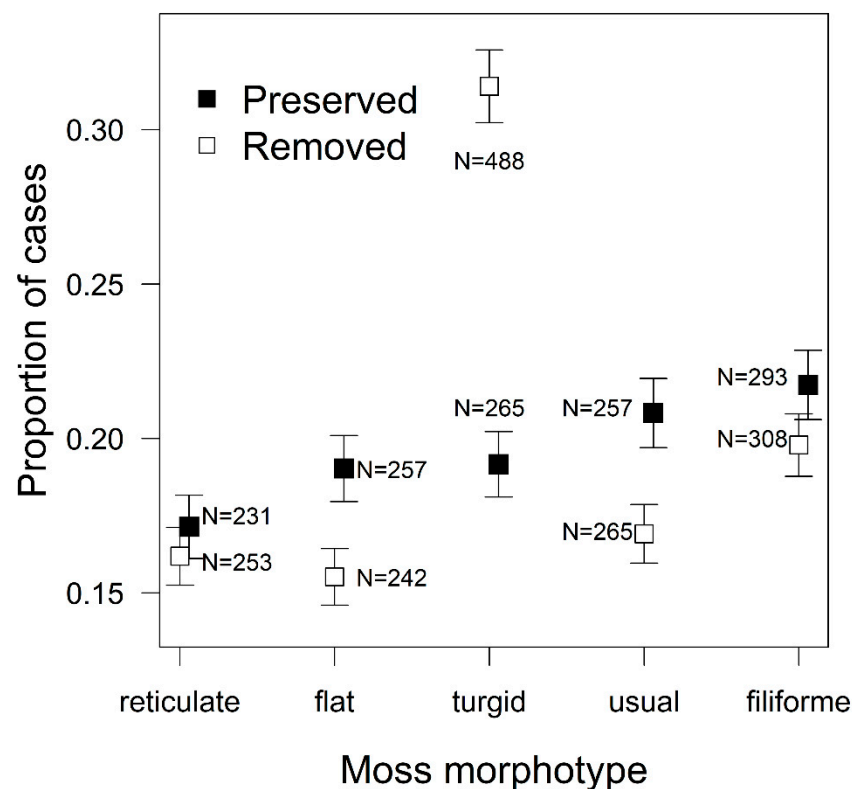 Preserved
Removed
0.30
0.25
0.20
0.15
Proportion of cases
N=488
N=293
N=265
N=257
N=308
N=257
N=231
N=265
N=253
N=242
reticulate
flat
turgid
usual
filiforme
Moss morphotype